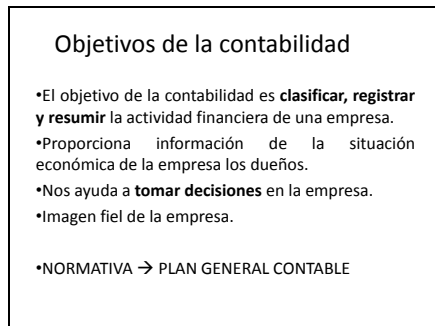 Objetivos de la contabilidad
•El objetivo de la contabilidad es clasificar, registrar
y resumir la actividad financiera de una empresa.
•Proporciona información de la situación
económica de la empresa los dueños.
•Nos ayuda a tomar decisiones en la empresa.
•Imagen fiel de la empresa.
•NORMATIVA → PLAN GENERAL CONTABLE